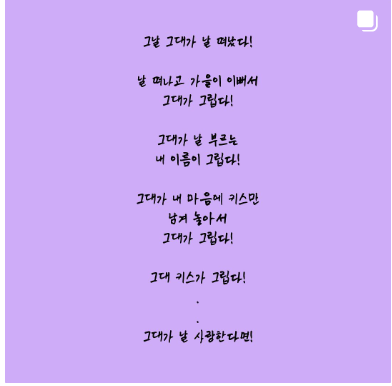 그날 그대가 날 떠났다!
날 떠나고 가을이 이뻐서
그대가 그립다!
그대가 날 부르는
내 이름이 그립다!
그대가 내 마음에 키스만
남겨 놓아서
그대가 그립다!
그대 키스가 그립다!
.
.
그대가 날 사랑한다면!